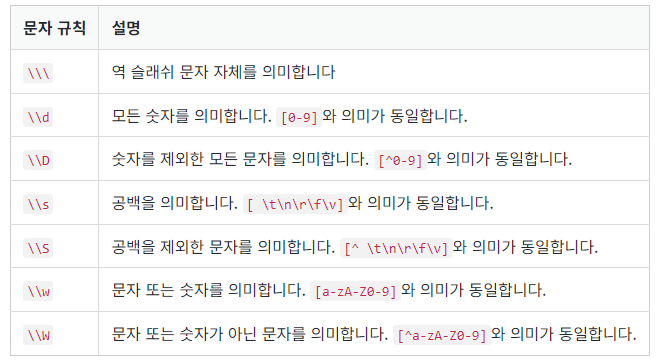 문자 규칙 설명
\\\ 역 슬래쉬 문자 자체를 의미합니다
\\d 모든 숫자를 의미합니다. [0-9] 와 의미가 동일합니다.
\\D 숫자를 제외한 모든 문자를 의미합니다. [^0-9] 와 의미가 동일합니다.
\\s 공백을 의미합니다. [ \t\n\r\f\v] 와 의미가 동일합니다.
\\S 공백을 제외한 문자를 의미합니다. [^ \t\n\r\f\v] 와 의미가 동일합니다.
\\w 문자 또는 숫자를 의미합니다. [a-zA-Z0-9] 와 의미가 동일합니다.
\\W 문자 또는 숫자가 아닌 문자를 의미합니다. [^a-zA-Z0-9] 와 의미가 동일합니다.